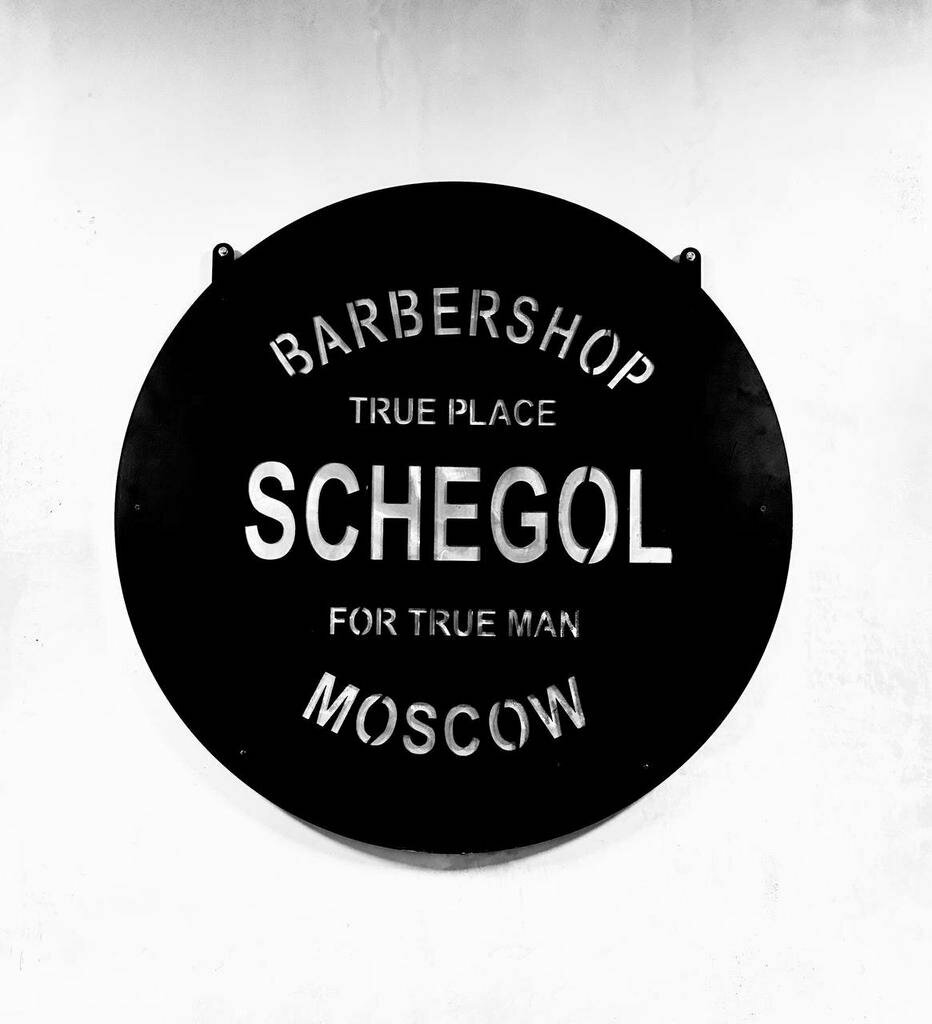 BARBERSHOP
TRUE PLACE
SCHEGOL
FOR TRUE MAN
MOSCOW